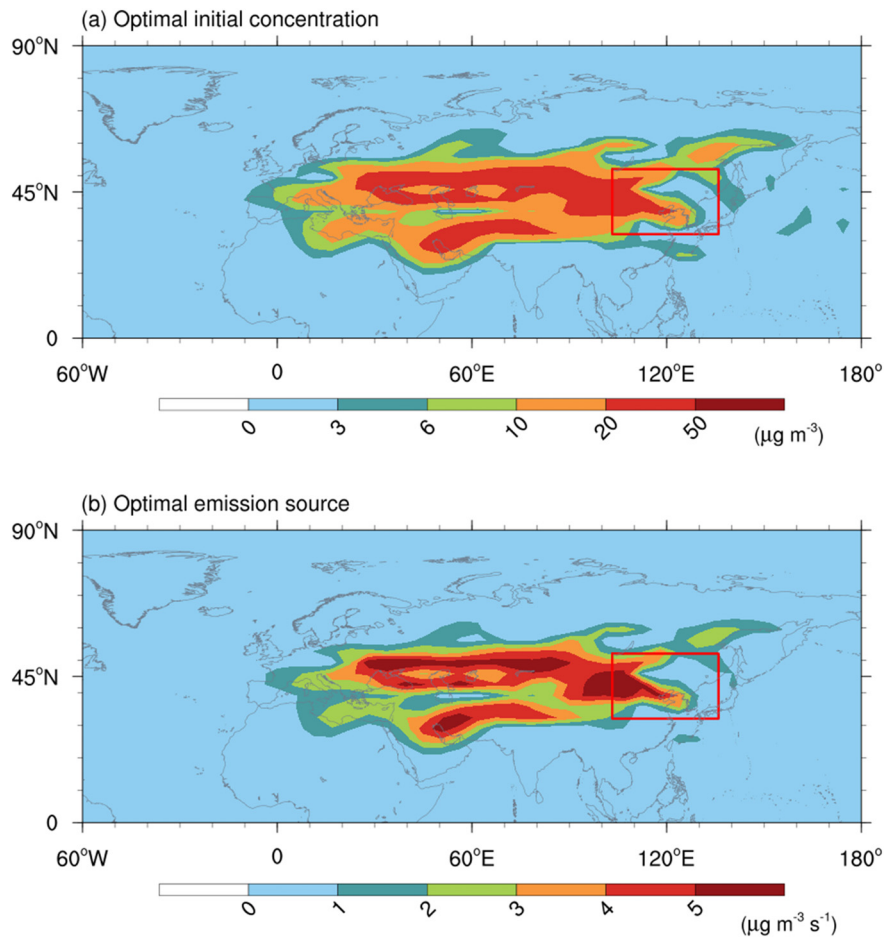 (a) Optimal initial concentration
90°N
45°N
0
60°W 0 60°E 120°E 180°
0 3 6 10 20 50 (µg m⁻³)
(b) Optimal emission source
90°N
45°N
0
60°W 0 60°E 120°E 180°
0 1 2 3 4 5 (µg m⁻³ s⁻¹)